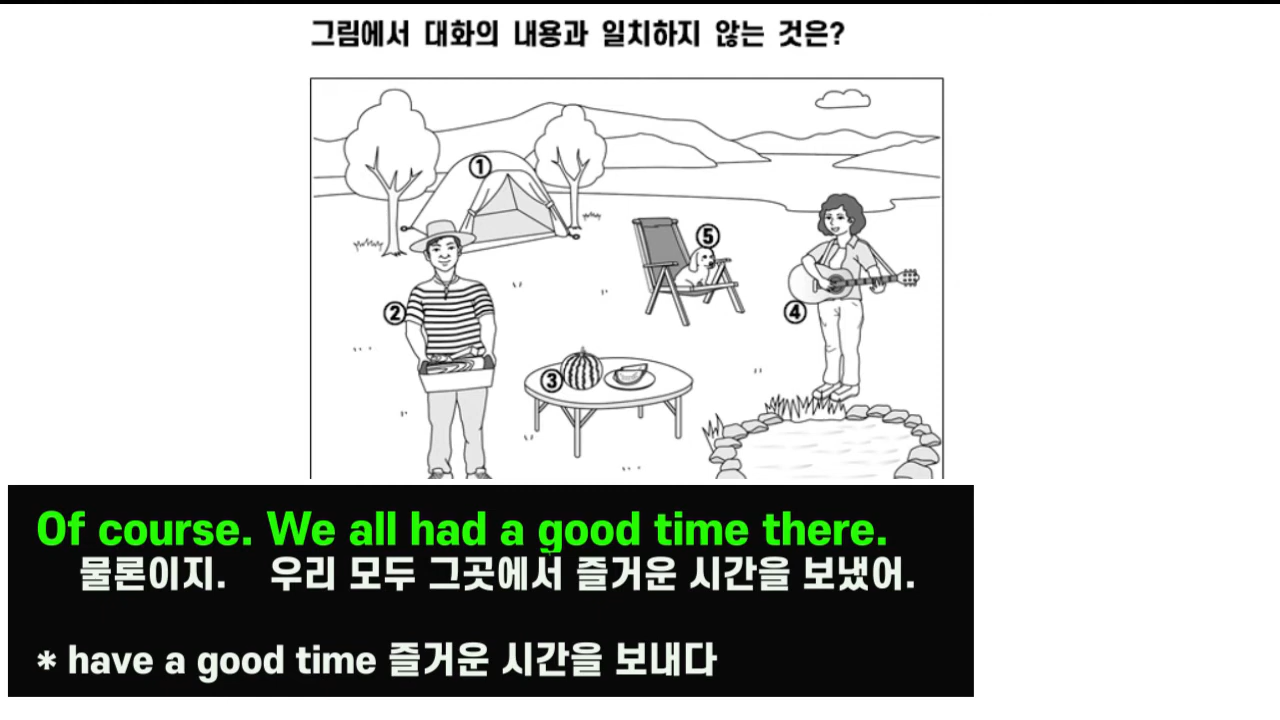 그림에서 대화의 내용과 일치하지 않는 것은?
①
②
③
④
⑤
Of course. We all had a good time there.
물론이지. 우리 모두 그곳에서 즐거운 시간을 보냈어.
* have a good time 즐거운 시간을 보내다